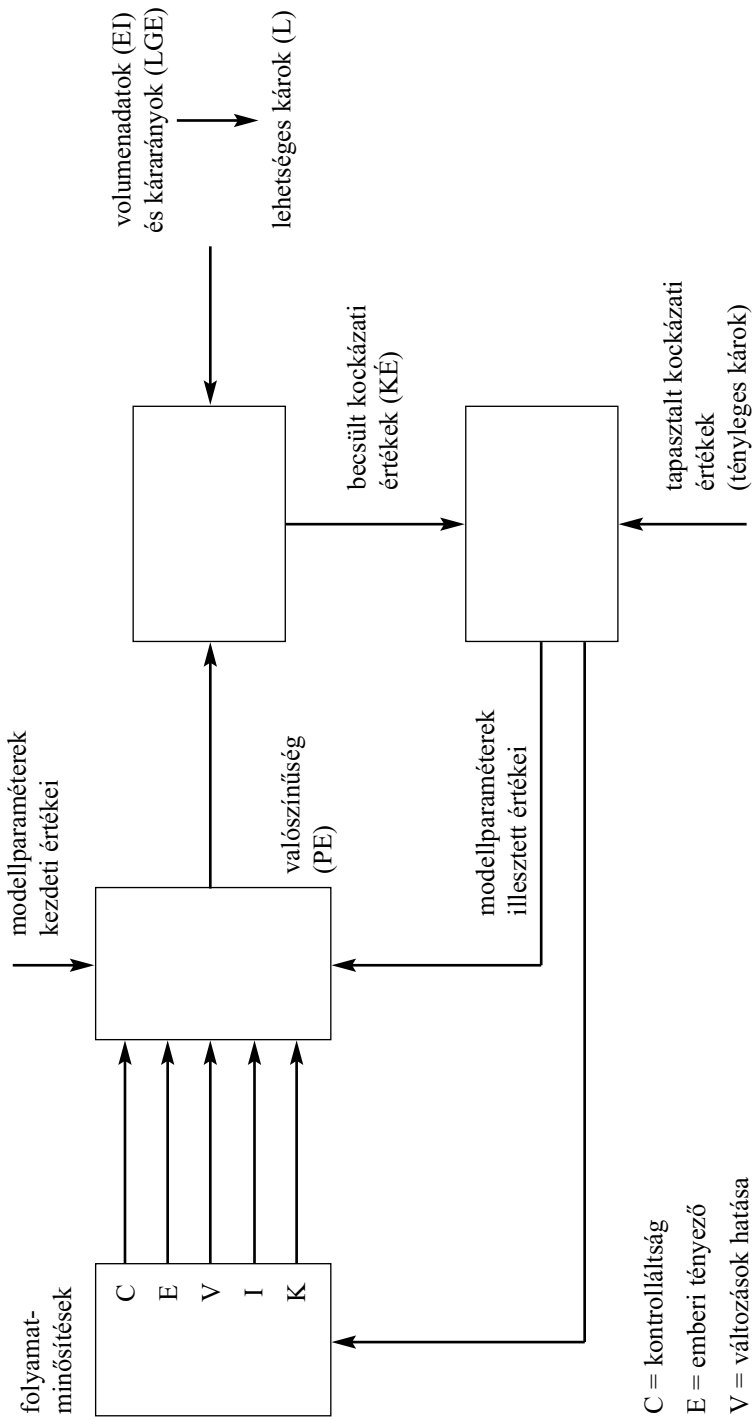 folyamat-
minősítések
C
E
V
I
K
modellparaméterek
kezdeti értékei
valószínűség
(PE)
volumenadatok (EI)
és kárarányok (LGE)
lehetséges károk (L)
becsült kockázati
értékek (KÉ)
modellparaméterek
illesztett értékei
tapasztalt kockázati
értékek
(tényleges károk)
C = kontrolláltság
E = emberi tényező
V = változások hatása